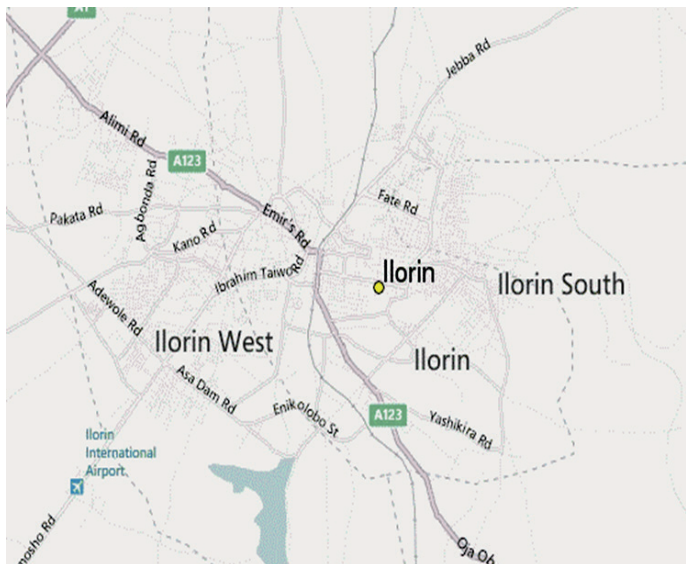 A1
Jebba Rd
Alimi Rd
A123
Agbonda Rd
Fate Rd
Pakata Rd
Emir's Rd
Kano Rd
Ibrahim Taiwo Rd
Ilorin
Ilorin South
Adewole Rd
Ilorin West
Ilorin
Asa Dam Rd
Enikolobo St
A123
Yashikira Rd
Ilorin
International
Airport
mosho Rd
Oja Ob